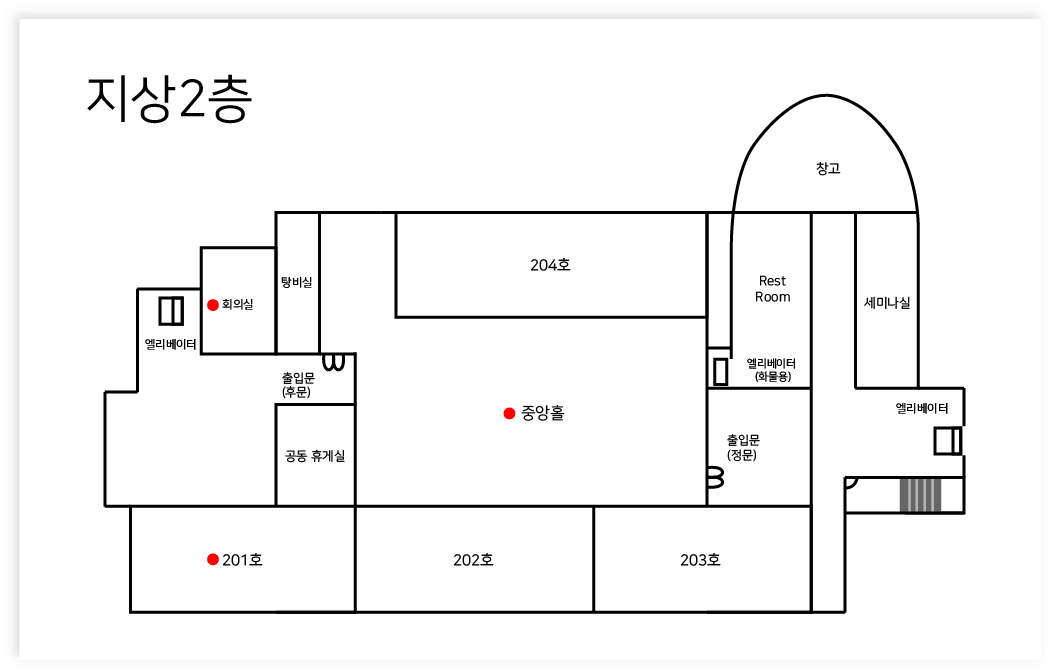 지상2층
창고
204호
탕비실
Rest
Room
회의실
세미나실
엘리베이터
엘리베이터
(화물용)
출입문
(후문)
엘리베이터
중앙홀
출입문
(정문)
공동 휴게실
201호
202호
203호